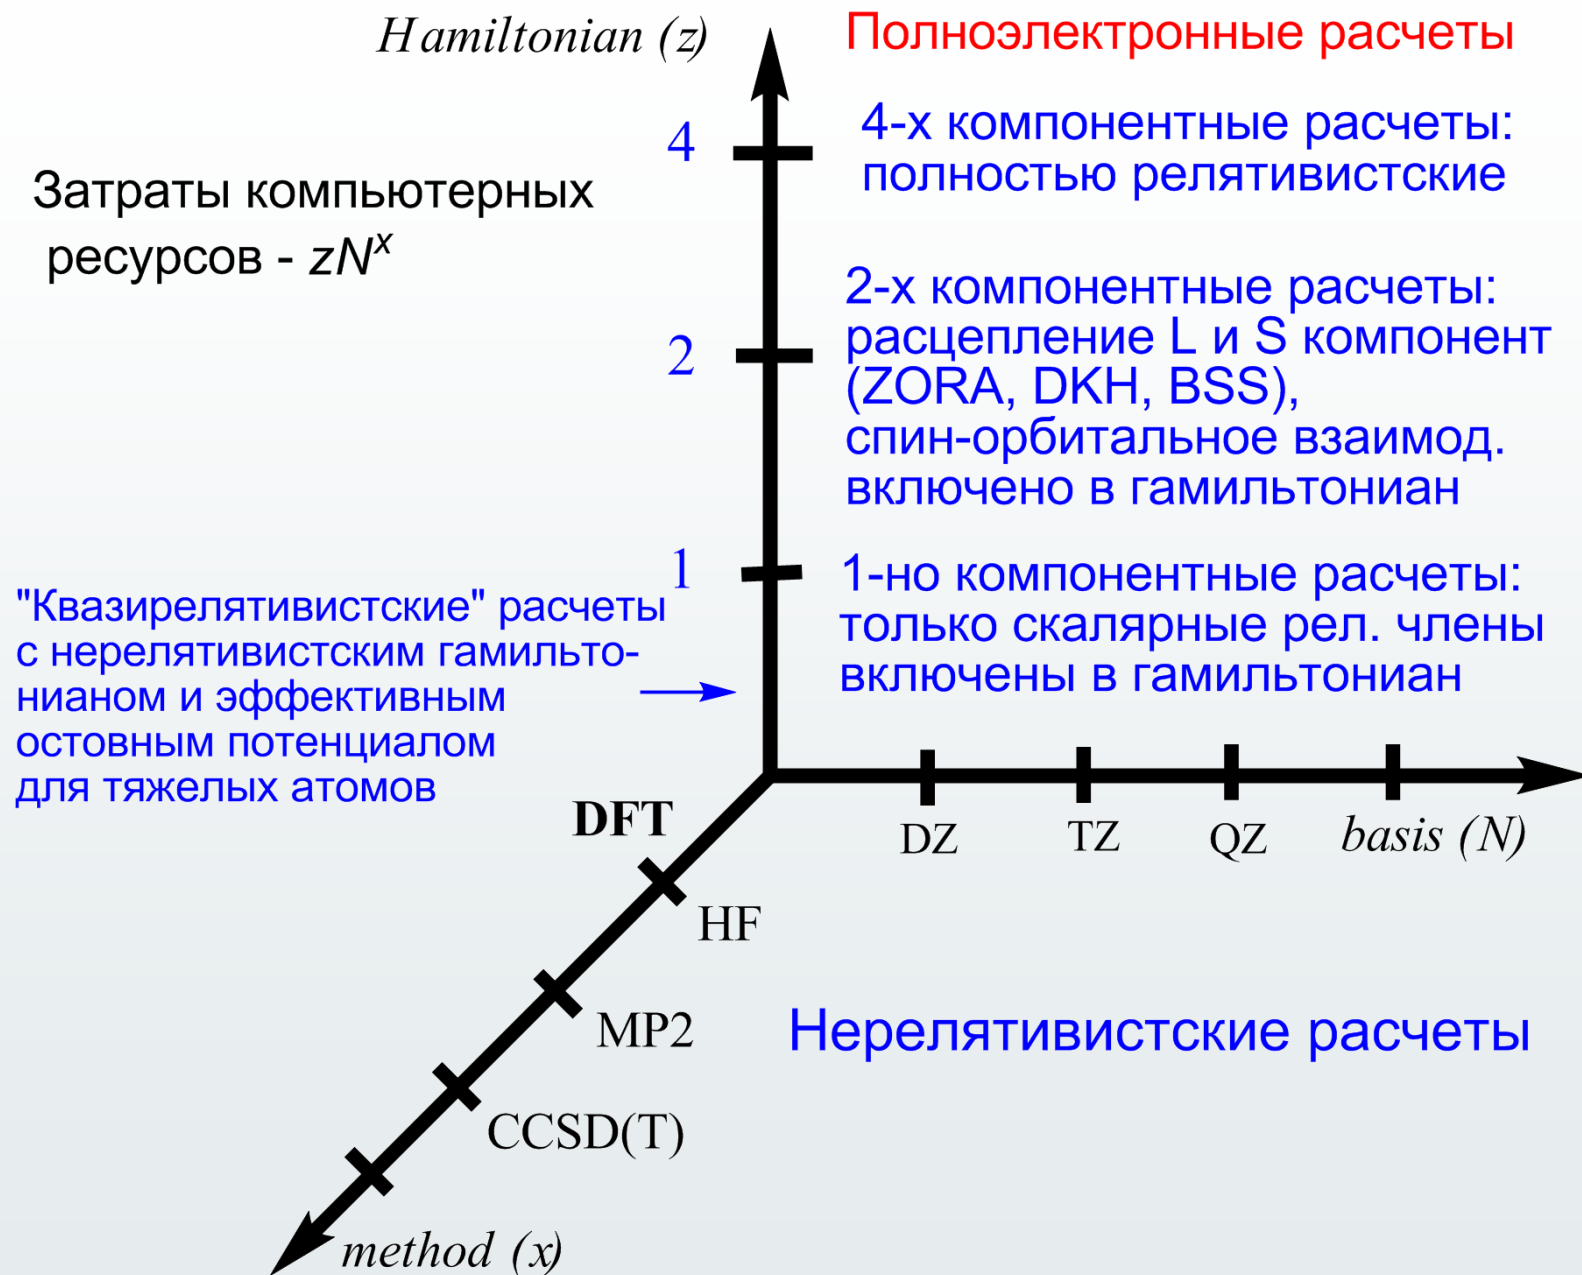 Hamiltonian (z)
Полноэлектронные расчеты
4
4-х компонентные расчеты:
полностью релятивистские
Затраты компьютерных
ресурсов - zN^x
2
2-х компонентные расчеты:
расцепление L и S компонент
(ZORA, DKH, BSS),
спин-орбитальное взаимод.
включено в гамильтониан
1
1-но компонентные расчеты:
только скалярные рел. члены
включены в гамильтониан
"Квазирелятивистские" расчеты
с нерелятивистским гамильто-
нианом и эффективным
остовным потенциалом
для тяжелых атомов
DZ
TZ
QZ
basis (N)
DFT
HF
MP2
CCSD(T)
method (x)
Нерелятивистские расчеты